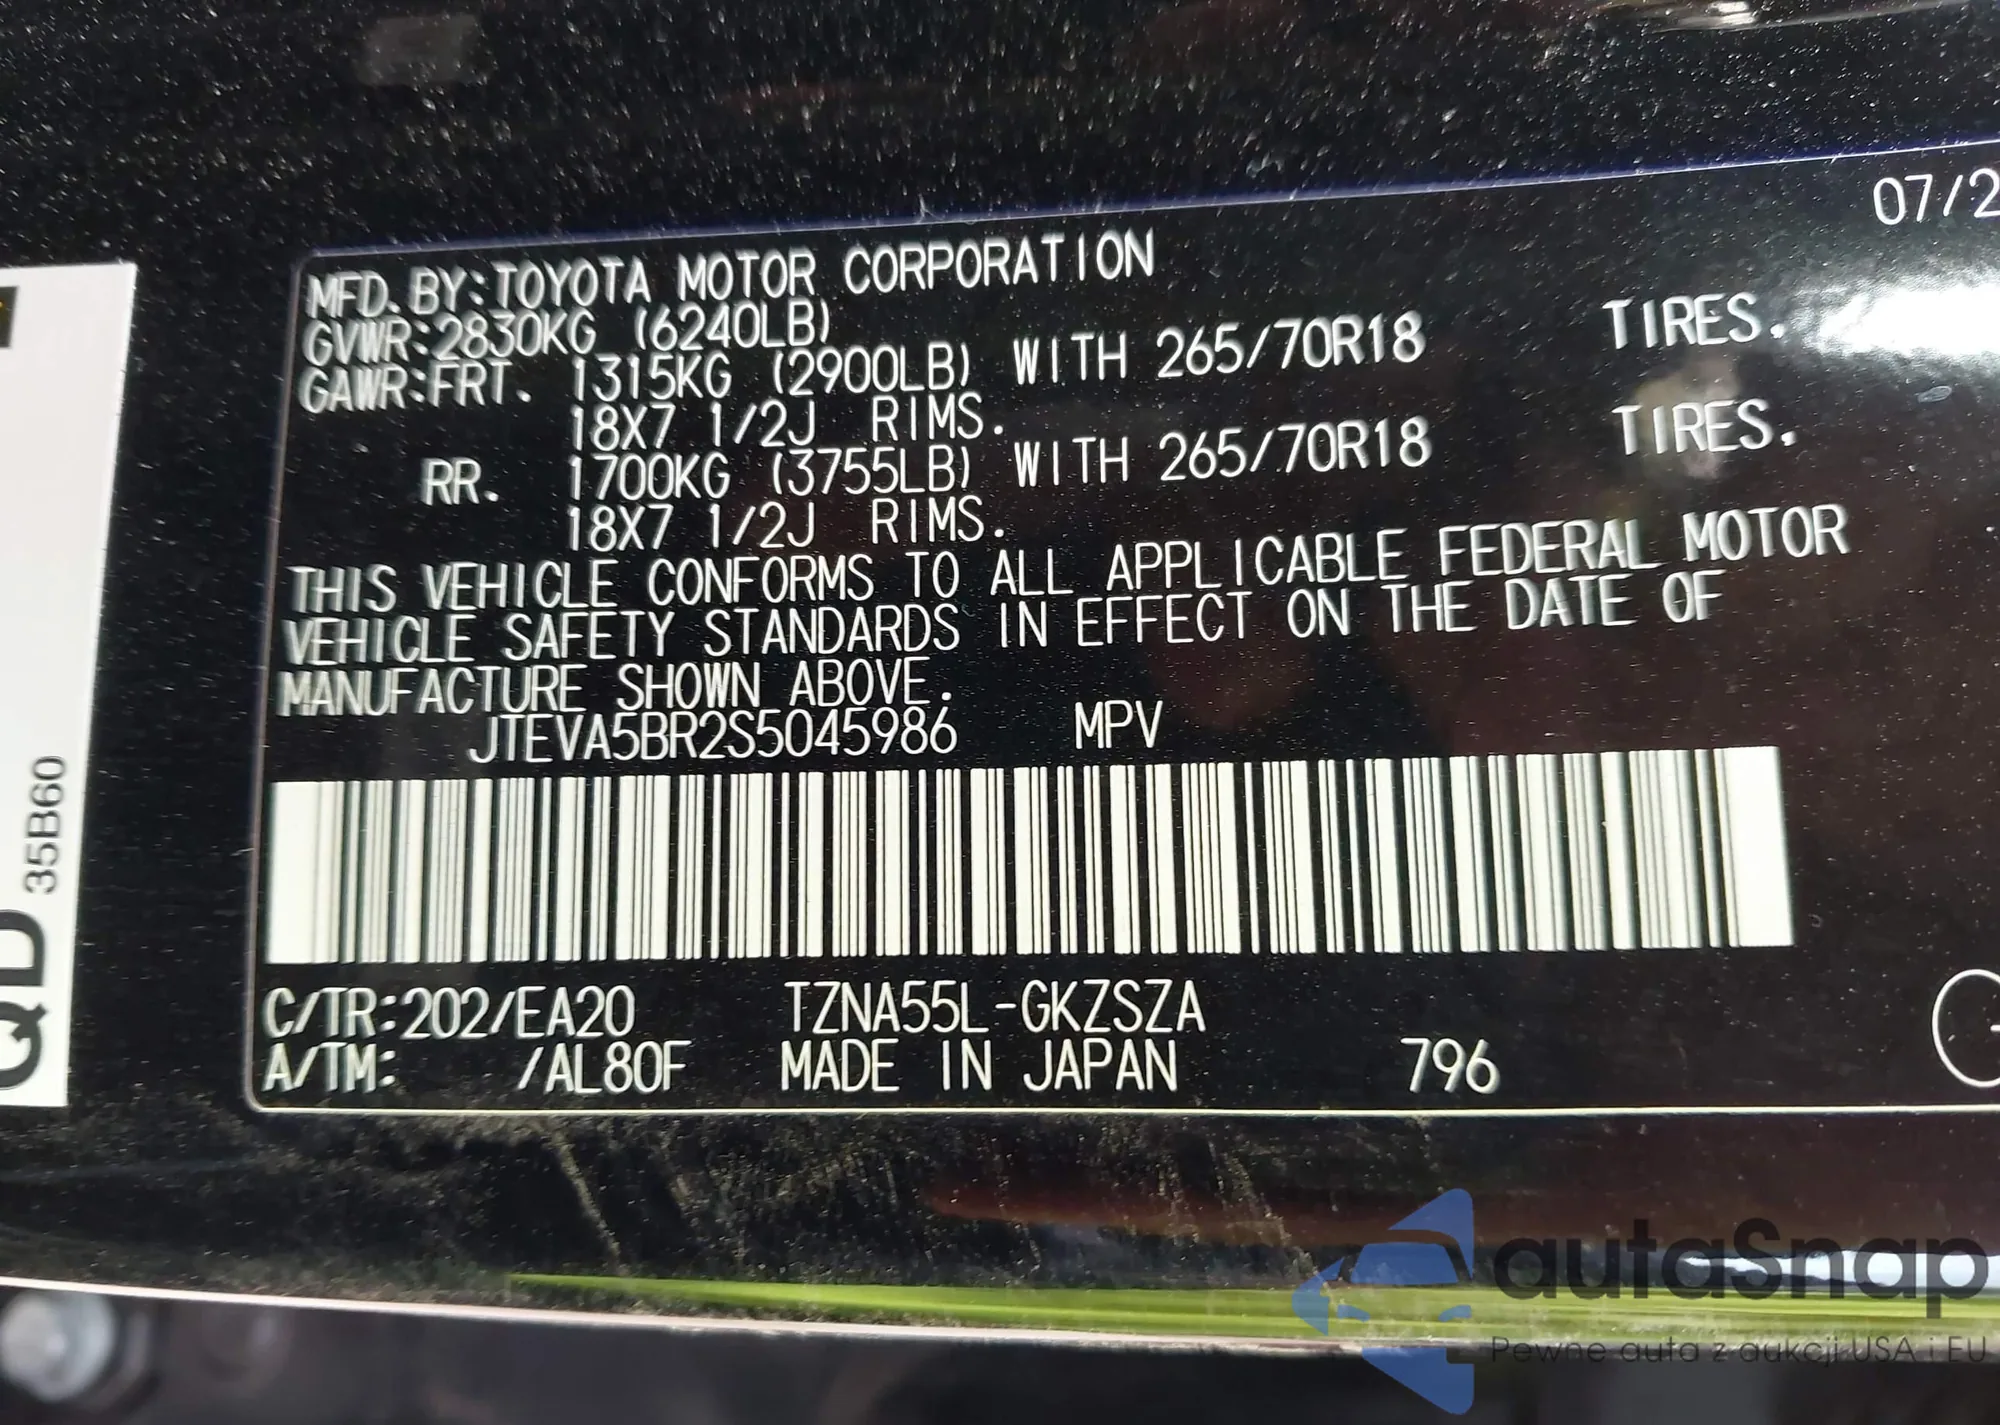 07/2
MFD. BY: TOYOTA MOTOR CORPORATION
GVWR: 2830KG (6240LB)
GAWR: FRT. 1315KG (2900LB) WITH 265/70R18 TIRES.
18X7 1/2J RIMS.
RR. 1700KG (3755LB) WITH 265/70R18 TIRES.
18X7 1/2J RIMS.
THIS VEHICLE CONFORMS TO ALL APPLICABLE FEDERAL MOTOR
VEHICLE SAFETY STANDARDS IN EFFECT ON THE DATE OF
MANUFACTURE SHOWN ABOVE.
JTEVA5BR2S5045986 MPV
C/TR: 202/EA20 TZNA55L-GKZSZA
A/TM: /AL80F MADE IN JAPAN 796
QD 35B60
autaSnap
Pewne auta z aukcji USA i EU